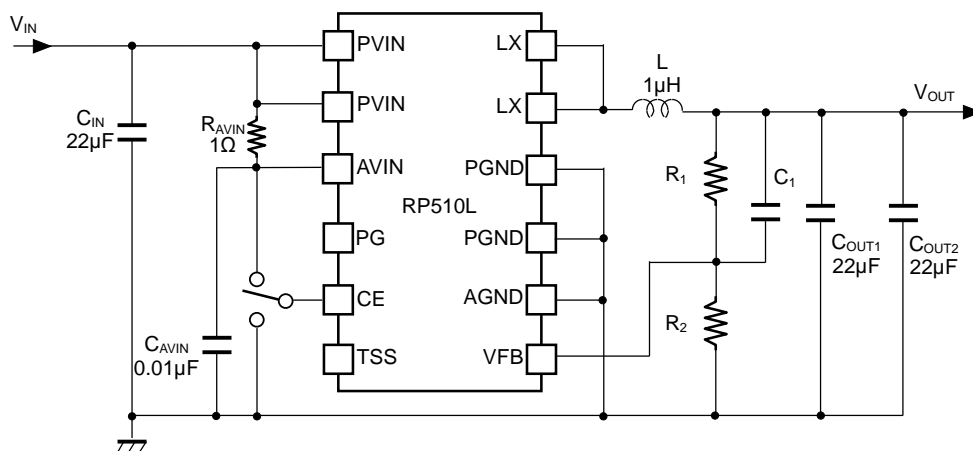 VIN
CIN
22µF
RAVIN
1Ω
CAVIN
0.01µF
PVIN
PVIN
AVIN
PG
CE
TSS
RP510L
LX
LX
PGND
PGND
AGND
VFB
L
1µH
VOUT
R1
C1
R2
COUT1
22µF
COUT2
22µF